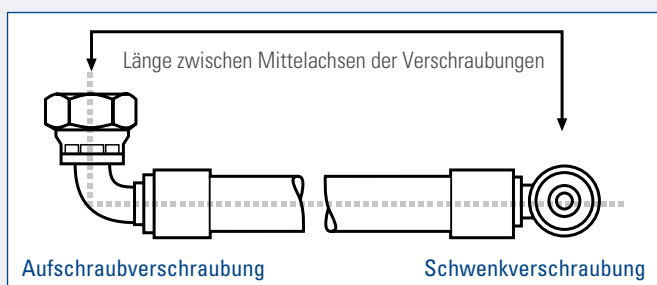 Länge zwischen Mittelachsen der Verschraubungen
Aufschraubverschraubung
Schwenkverschraubung